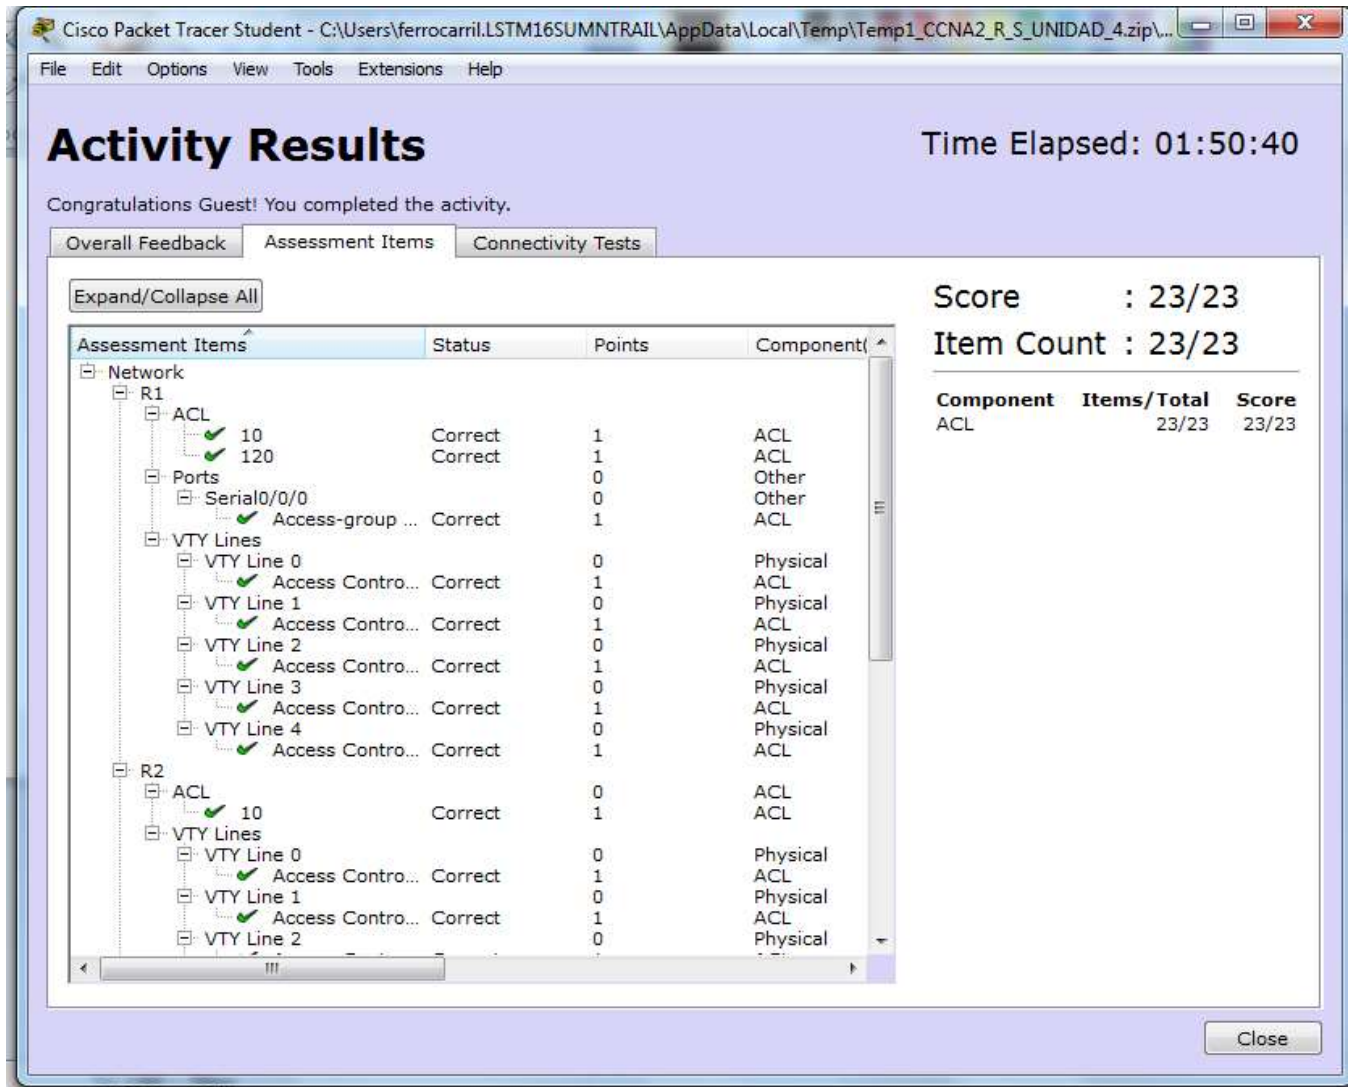 Cisco Packet Tracer Student - C:\Users\ferrocarril.LSTM16SUMNTRAIL\AppData\Local\Temp\Temp1_CCNA2_R_S_UNIDAD_4.zip\...
File Edit Options View Tools Extensions Help
Activity Results
Time Elapsed: 01:50:40
Congratulations Guest! You completed the activity.
Overall Feedback Assessment Items Connectivity Tests
Expand/Collapse All
Assessment Items Status Points Component(
Network
R1
ACL
10 Correct 1 ACL
120 Correct 1 ACL
Ports 0 Other
Serial0/0/0 0 Other
Access-group ... Correct 1 ACL
VTY Lines
VTY Line 0 0 Physical
Access Contro... Correct 1 ACL
VTY Line 1 0 Physical
Access Contro... Correct 1 ACL
VTY Line 2 0 Physical
Access Contro... Correct 1 ACL
VTY Line 3 0 Physical
Access Contro... Correct 1 ACL
VTY Line 4 0 Physical
Access Contro... Correct 1 ACL
R2
ACL 0 ACL
10 Correct 1 ACL
VTY Lines
VTY Line 0 0 Physical
Access Contro... Correct 1 ACL
VTY Line 1 0 Physical
Access Contro... Correct 1 ACL
VTY Line 2 0 Physical
Score : 23/23
Item Count : 23/23
Component Items/Total Score
ACL 23/23 23/23
Close